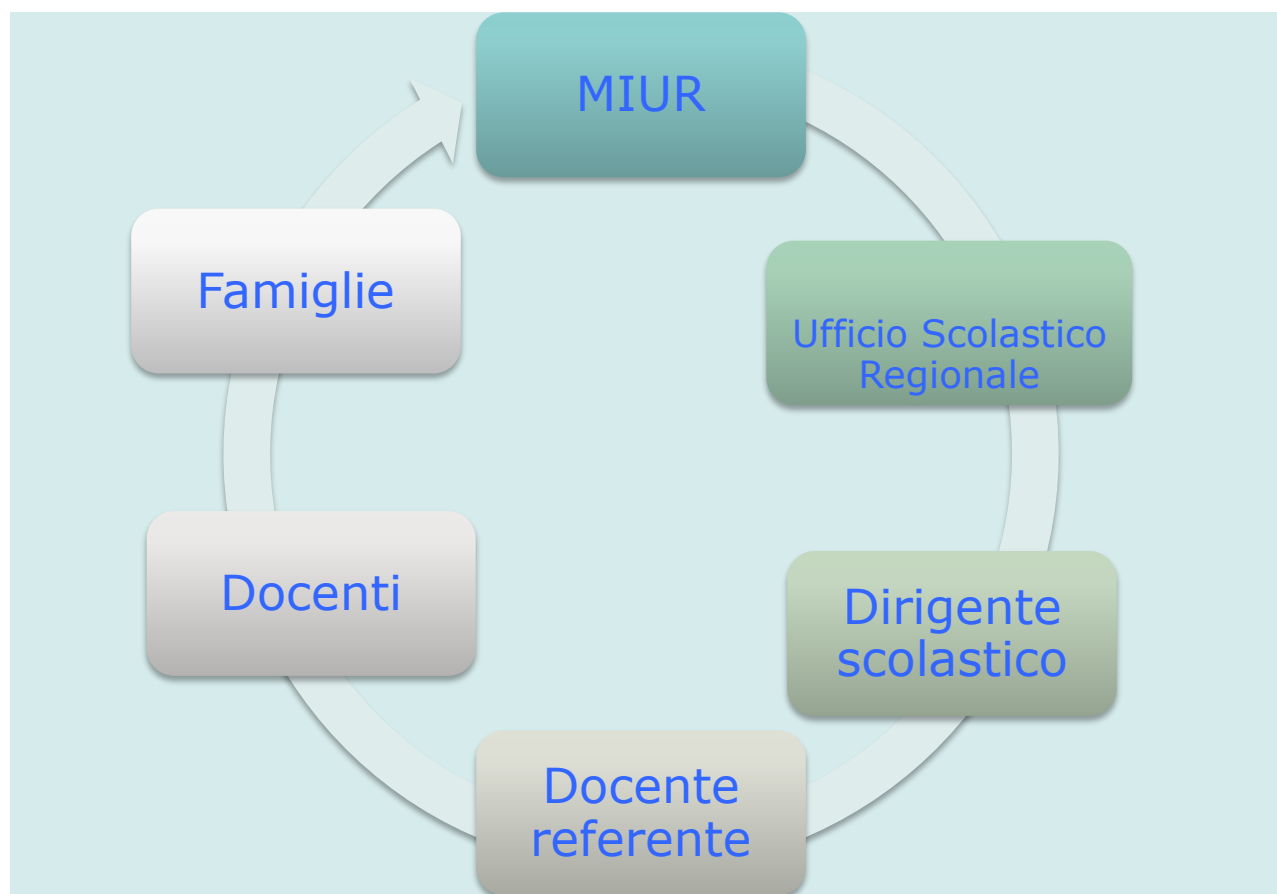 MIUR
Ufficio Scolastico
Regionale
Dirigente
scolastico
Docente
referente
Docenti
Famiglie